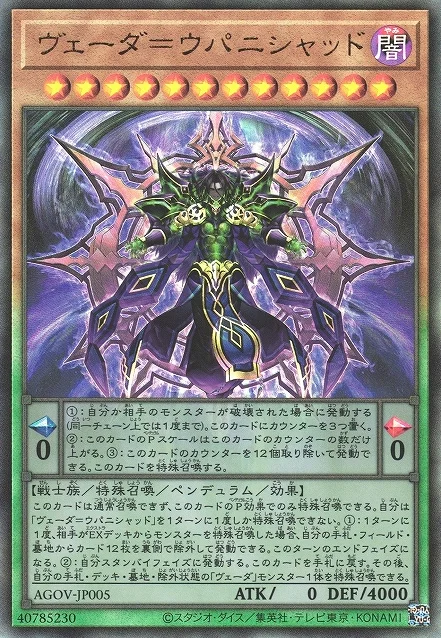 ヴェーダ＝ウパニシャッド
闇
0
①：自分か相手のモンスターが破壊された場合に発動する
（同一チェーン上では１度まで）。このカードにカウンターを３つ置く。
②：このカードのＰスケールはこのカードのカウンターの数だけ
上がる。③：このカードのカウンターを１２個取り除いて発動で
きる。このカードを特殊召喚する。
0
【戦士族／特殊召喚／ペンデュラム／効果】
このカードは通常召喚できず、このカードのＰ効果でのみ特殊召喚できる。自分は
「ヴェーダ＝ウパニシャッド」を１ターンに１度しか特殊召喚できない。①：１ターンに
１度、相手がEXデッキからモンスターを特殊召喚した場合、自分の手札・フィールド・
墓地からカード１２枚を裏側で除外して発動できる。このターンのエンドフェイズに
なる。②：自分スタンバイフェイズに発動する。このカードを手札に戻す。その後、
自分の手札・デッキ・墓地・除外状態の「ヴェーダ」モンスター１体を特殊召喚できる。
AGOV-JP005 ATK/ 0 DEF/4000
40785230 ©スタジオ・ダイス／集英社・テレビ東京・KONAMI